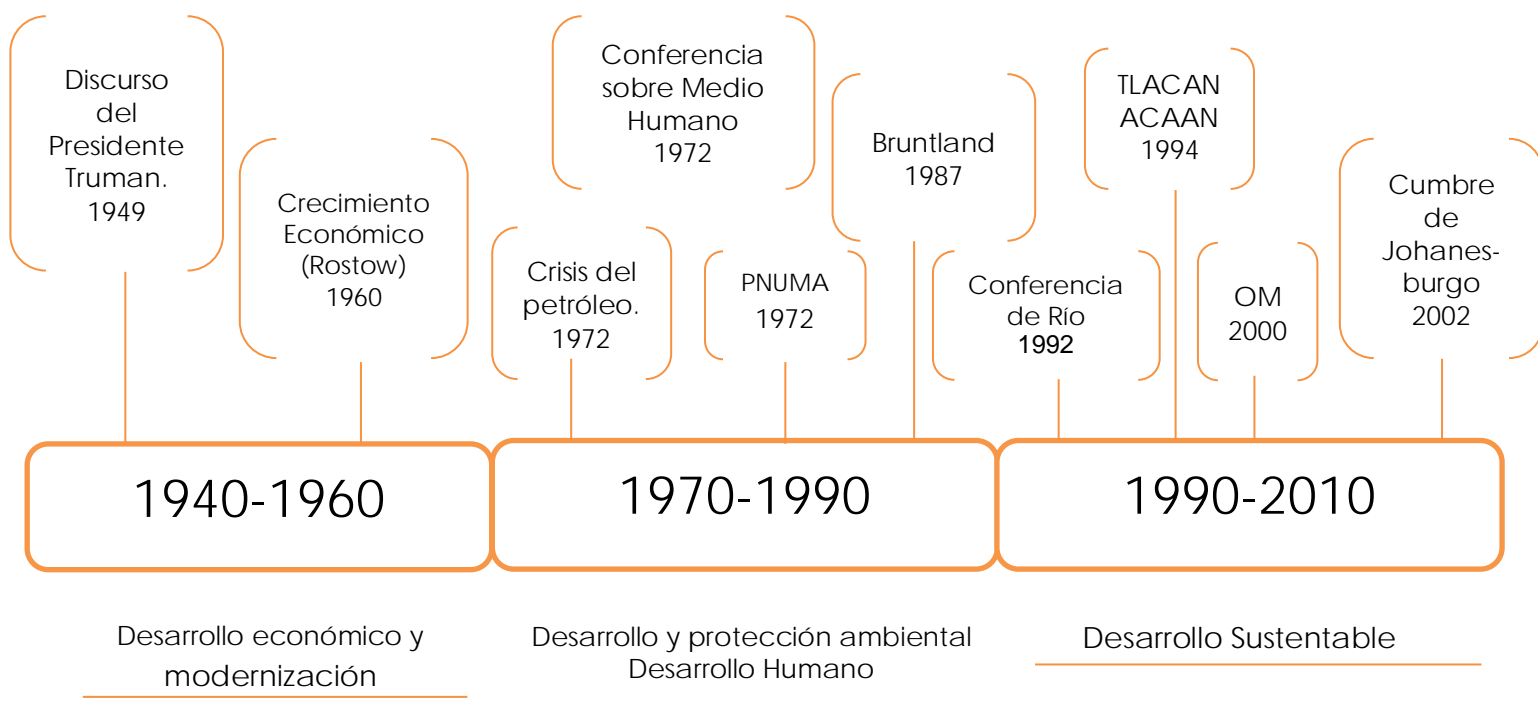 Discurso
del
Presidente
Truman.
1949
Crecimiento
Económico
(Rostow)
1960
Conferencia
sobre Medio
Humano
1972
Crisis del
petróleo.
1972
PNUMA
1972
Bruntland
1987
Conferencia
de Río
1992
TLACAN
ACAAN
1994
OM
2000
Cumbre
de
Johanes-
burgo
2002
1940-1960
1970-1990
1990-2010
Desarrollo económico y
modernización
Desarrollo y protección ambiental
Desarrollo Humano
Desarrollo Sustentable